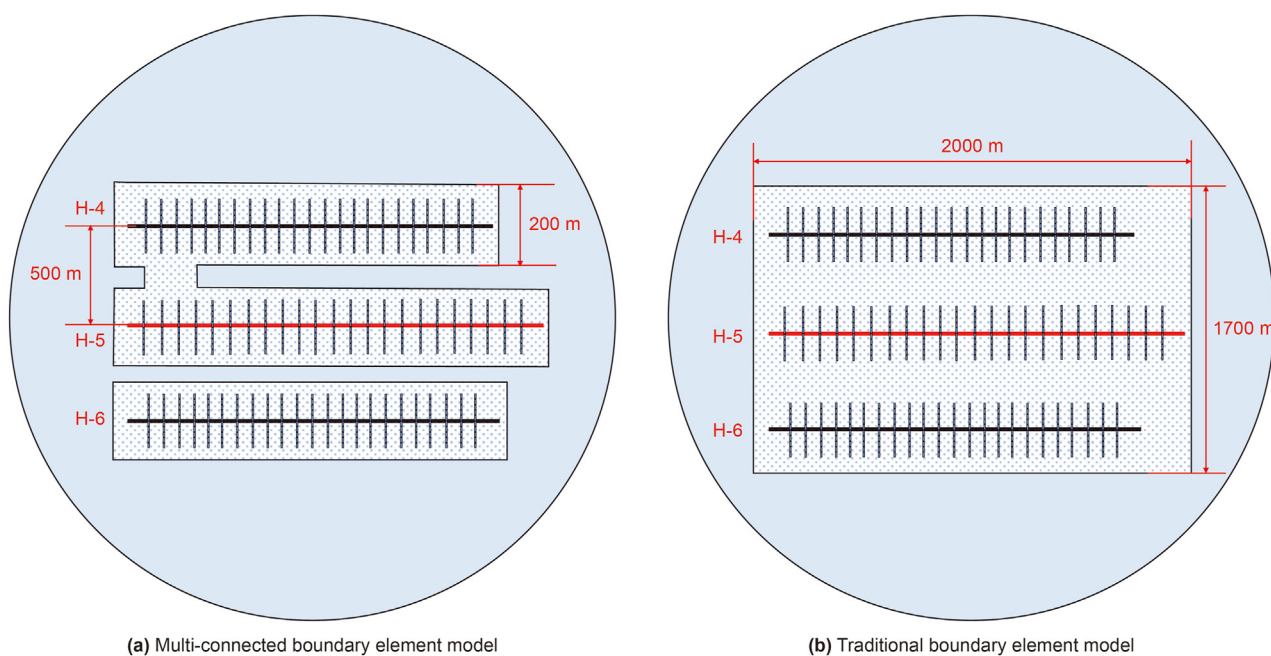 H-4
200 m
500 m
H-5
H-6
(a) Multi-connected boundary element model
2000 m
H-4
H-5
1700 m
H-6
(b) Traditional boundary element model